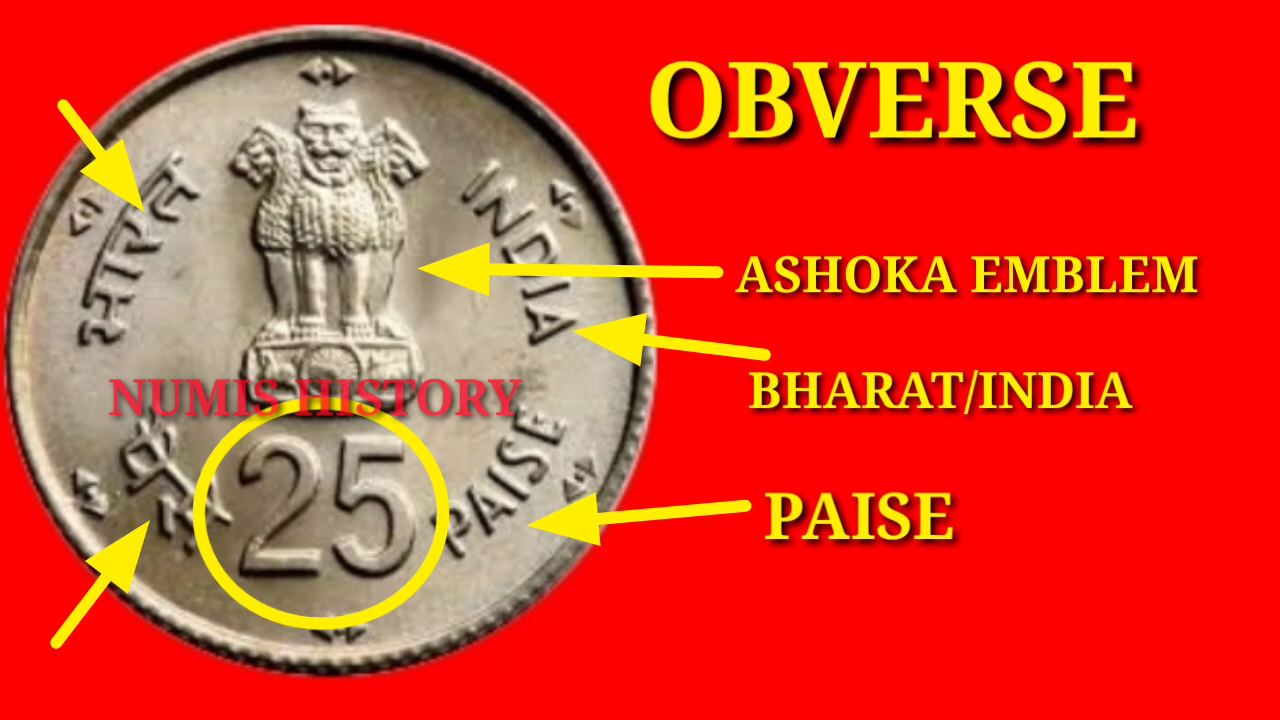 OBVERSE
भारत
INDIA
ASHOKA EMBLEM
BHARAT/INDIA
NUMIS HISTORY
पैसे
25
PAISE
PAISE